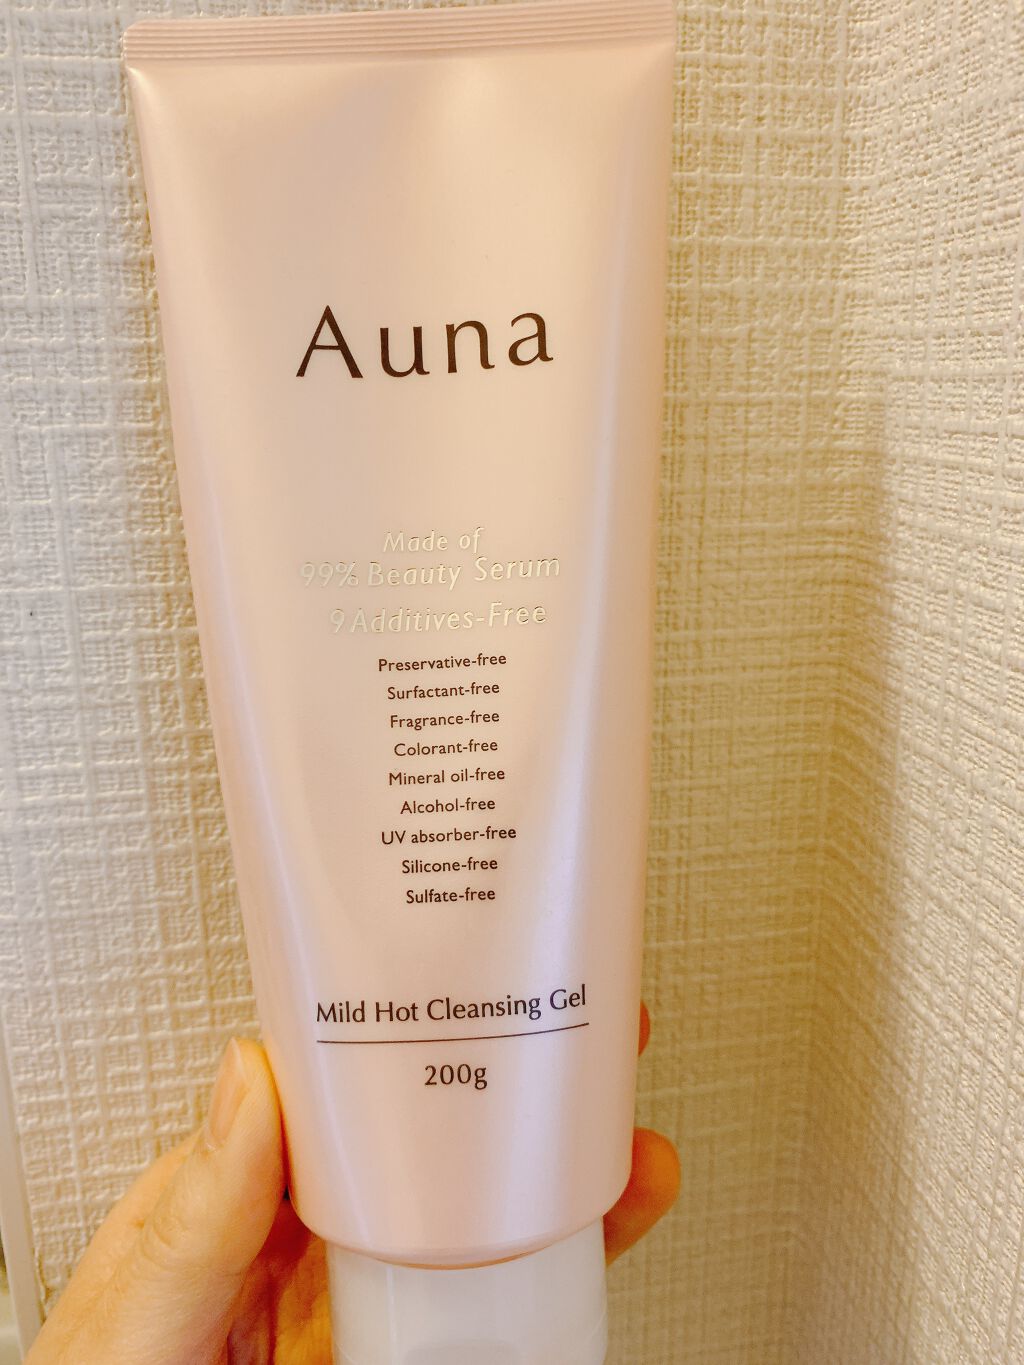 Auna
Made of
99% Beauty Serum
9 Additives-Free
Preservative-free
Surfactant-free
Fragrance-free
Colorant-free
Mineral oil-free
Alcohol-free
UV absorber-free
Silicone-free
Sulfate-free
Mild Hot Cleansing Gel
200g